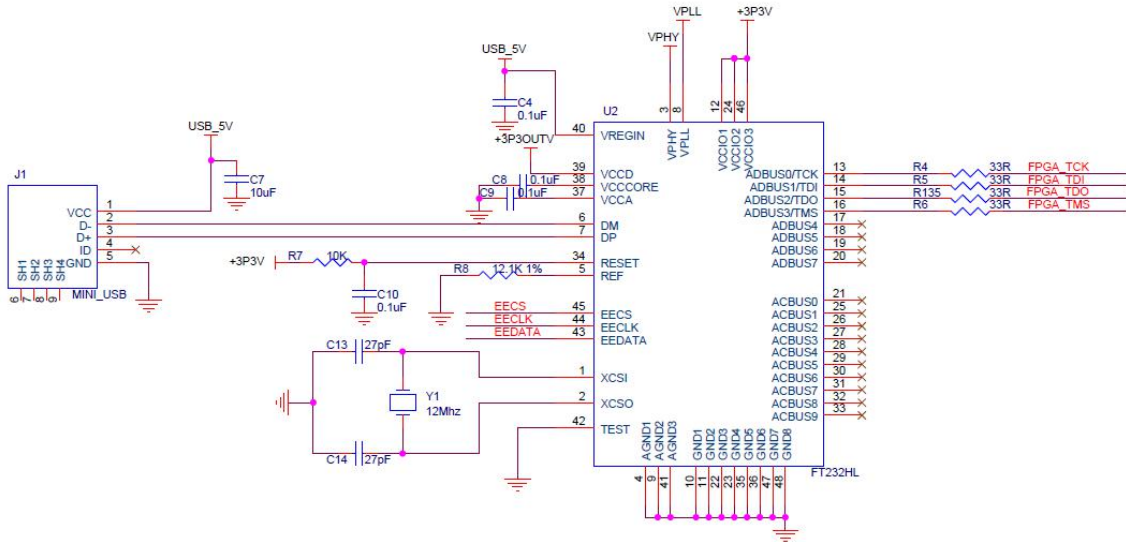 VPLL
VPHY
+3P3V
USB_5V
C4
0.1uF
U2
3
8
12
24
46
VPHY
VPLL
VCCIO1
VCCIO2
VCCIO3
USB_5V
C7
10uF
J1
VCC 1
D- 2
D+ 3
ID 4
GND 5
SH1
SH2
SH3
SH4
6
7
8
9
MINI_USB
40 VREGIN
+3P3OUTV
39 VCCD
C8 0.1uF 38 VCCCORE
C9 0.1uF 37 VCCA
6 DM
7 DP
+3P3V R7 10K 34 RESET
R8 12.1K 1% 5 REF
C10
0.1uF
EECS 45 EECS
EECLK 44 EECLK
EEDATA 43 EEDATA
C13 27pF
1 XCSI
Y1
12Mhz
2 XCSO
42 TEST
C14 27pF
ADBUS0/TCK 13 R4 33R FPGA_TCK
ADBUS1/TDI 14 R5 33R FPGA_TDI
ADBUS2/TDO 15 R135 33R FPGA_TDO
ADBUS3/TMS 16 R6 33R FPGA_TMS
ADBUS4 17
ADBUS5 18
ADBUS6 19
ADBUS7 20
ACBUS0 21
ACBUS1 25
ACBUS2 26
ACBUS3 27
ACBUS4 28
ACBUS5 29
ACBUS6 30
ACBUS7 31
ACBUS8 32
ACBUS9 33
AGND1
AGND2
AGND3
GND1
GND2
GND3
GND4
GND5
GND6
GND7
GND8
FT232HL
4
9
41
10
11
22
23
35
36
47
48